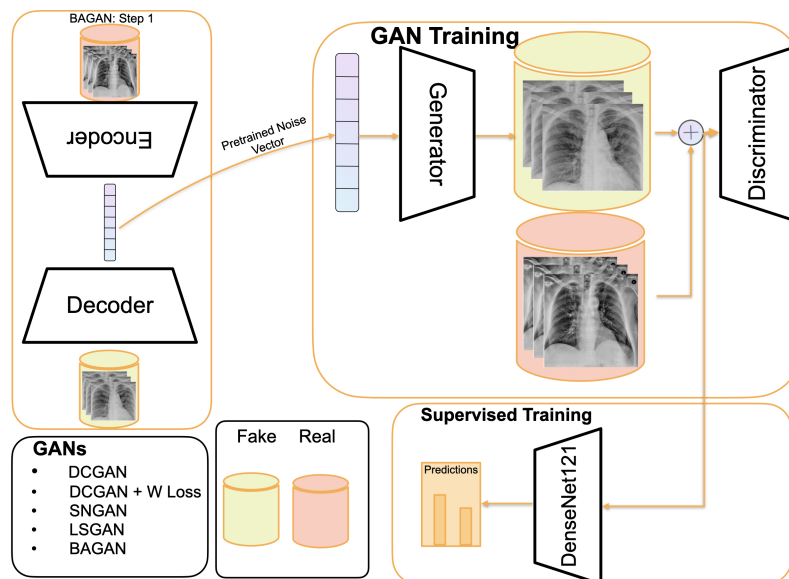 BAGAN: Step 1
Encoder
Decoder
Pretrained Noise
Vector
GAN Training
Generator
Discriminator
Supervised Training
Predictions
DenseNet121
GANs
• DCGAN
• DCGAN + W Loss
• SNGAN
• LSGAN
• BAGAN
Fake Real